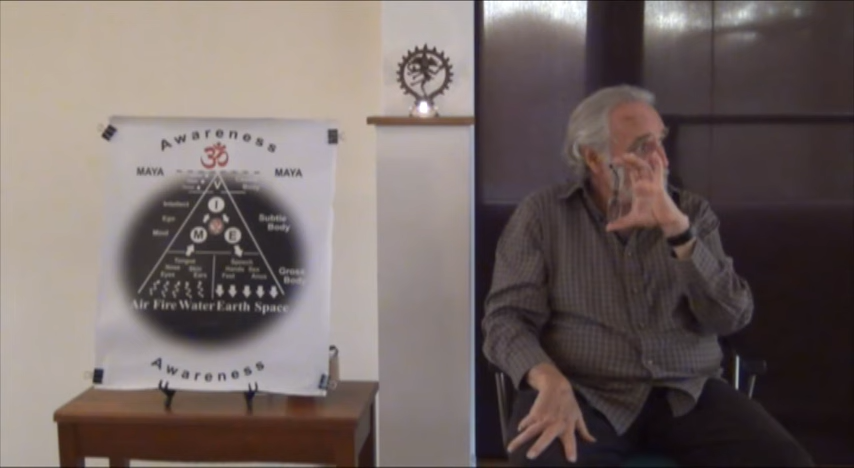 Awareness
ॐ
MAYA MAYA
V
Intellect I
Ego Subtle
Mind M E Body
Tongue Speech
Nose Skin Hands Sex
Eyes Ears Feet Anus
Gross
Body
Air Fire Water Earth Space
Awareness